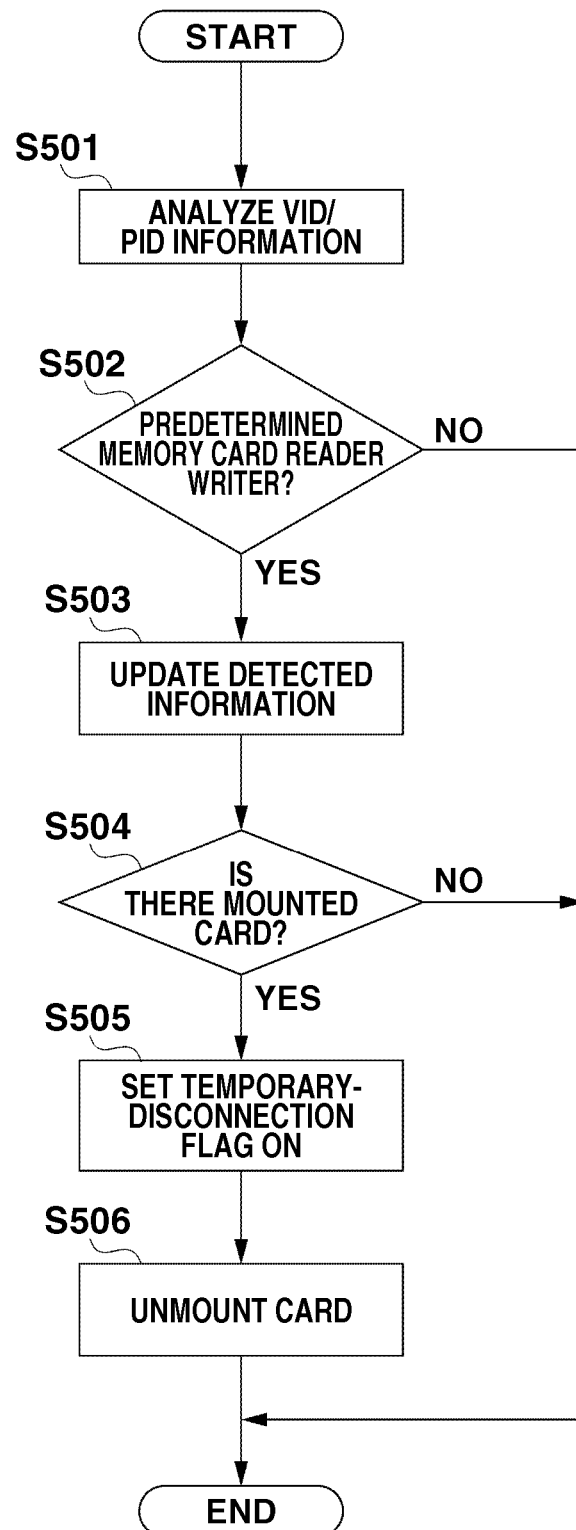 START
S501
ANALYZE VID/
PID INFORMATION
S502
PREDETERMINED
MEMORY CARD READER
WRITER?
NO
YES
S503
UPDATE DETECTED
INFORMATION
S504
IS
THERE MOUNTED
CARD?
NO
YES
S505
SET TEMPORARY-
DISCONNECTION
FLAG ON
S506
UNMOUNT CARD
END